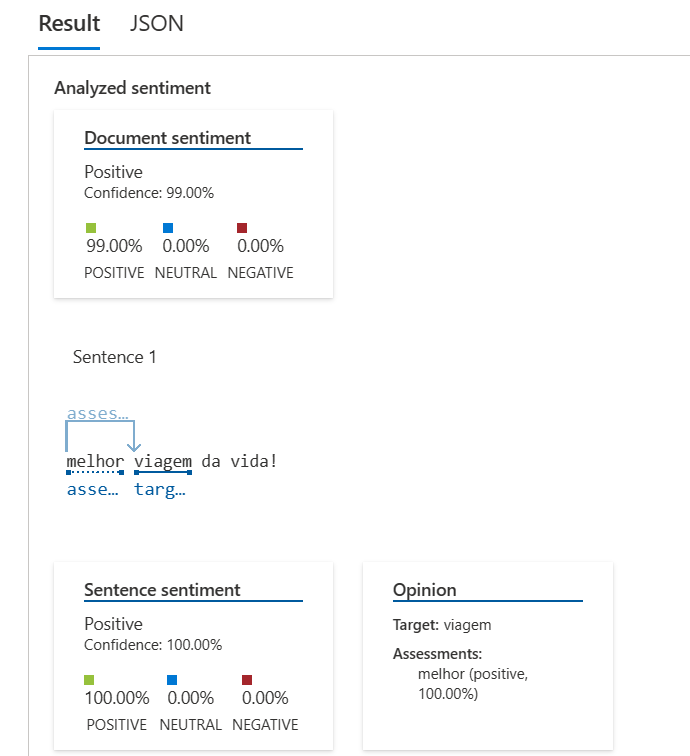 Result JSON
Analyzed sentiment
Document sentiment
Positive
Confidence: 99.00%
99.00% 0.00% 0.00%
POSITIVE NEUTRAL NEGATIVE
Sentence 1
asses…
melhor viagem da vida!
asse… targ…
Sentence sentiment
Positive
Confidence: 100.00%
100.00% 0.00% 0.00%
POSITIVE NEUTRAL NEGATIVE
Opinion
Target: viagem
Assessments:
melhor (positive,
100.00%)